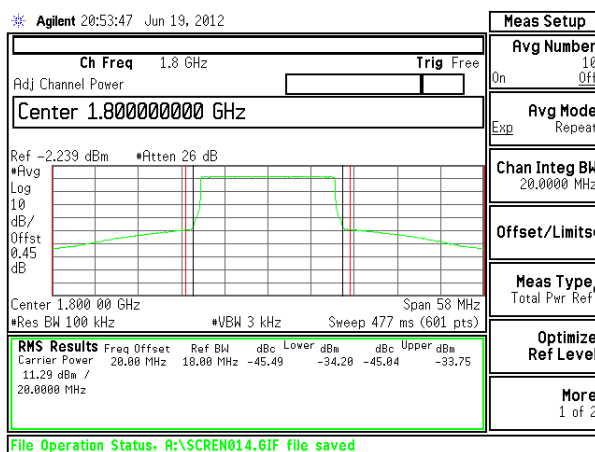 Agilent 20:53:47 Jun 19, 2012
Meas Setup
Ch Freq 1.8 GHz Trig Free
Adj Channel Power
Center 1.800000000 GHz
Ref -2.239 dBm #Atten 26 dB
#Avg
Log
10
dB/
Offst
0.45
dB
Center 1.800 00 GHz Span 58 MHz
#Res BW 100 kHz #VBW 3 kHz Sweep 477 ms (601 pts)
RMS Results Freq Offset Ref BW dBc Lower dBm dBc Upper dBm
Carrier Power 20.00 MHz 18.00 MHz -45.49 -34.20 -45.04 -33.75
11.29 dBm /
20.0000 MHz
Avg Number
10
On Off
Avg Mode
Exp Repeat
Chan Integ BW
20.0000 MHz
Offset/Limits
Meas Type
Total Pwr Ref
Optimize
Ref Level
More
1 of 2
File Operation Status, A:\SCREN014.GIF file saved